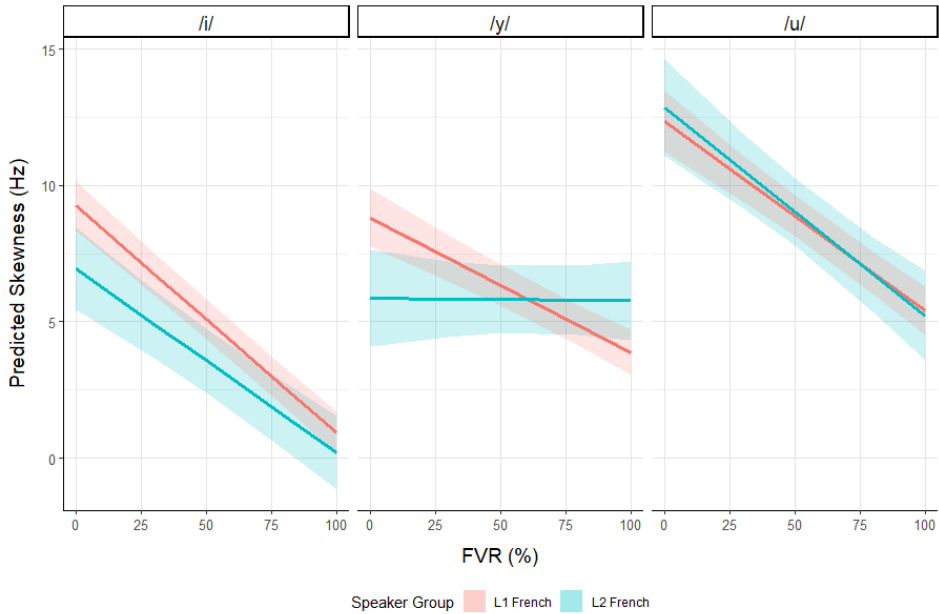 /i/ /y/ /u/
15
10
5
0
Predicted Skewness (Hz)
0 25 50 75 100 0 25 50 75 100 0 25 50 75 100
FVR (%)
Speaker Group L1 French L2 French